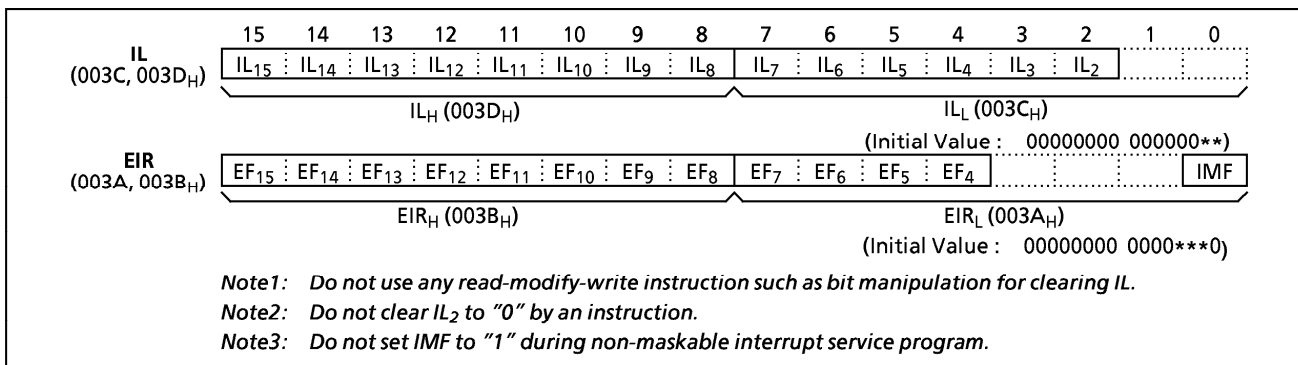 15 14 13 12 11 10 9 8 7 6 5 4 3 2 1 0
IL
(003C, 003DH)
IL15 IL14 IL13 IL12 IL11 IL10 IL9 IL8 IL7 IL6 IL5 IL4 IL3 IL2
ILH (003DH) ILL (003CH)
(Initial Value : 00000000 000000**)
EIR
(003A, 003BH)
EF15 EF14 EF13 EF12 EF11 EF10 EF9 EF8 EF7 EF6 EF5 EF4 IMF
EIRH (003BH) EIRL (003AH)
(Initial Value : 00000000 0000***0)
Note1: Do not use any read-modify-write instruction such as bit manipulation for clearing IL.
Note2: Do not clear IL2 to "0" by an instruction.
Note3: Do not set IMF to "1" during non-maskable interrupt service program.